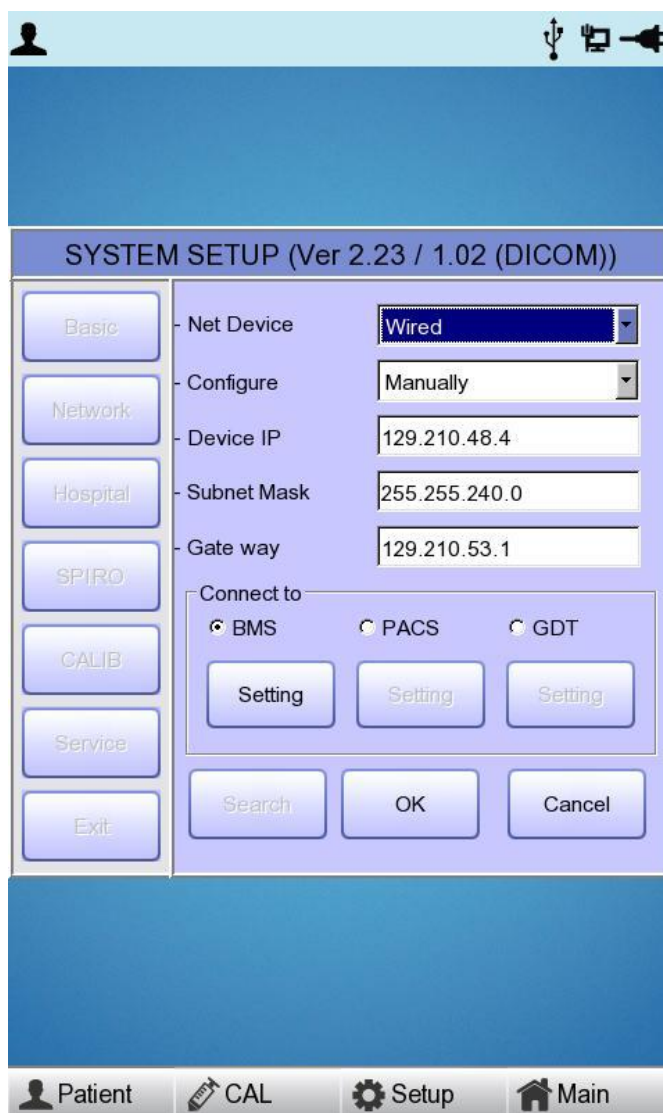 SYSTEM SETUP (Ver 2.23 / 1.02 (DICOM))
Basic
Network
Hospital
SPIRO
CALIB
Service
Exit
- Net Device Wired
- Configure Manually
- Device IP 129.210.48.4
- Subnet Mask 255.255.240.0
- Gate way 129.210.53.1
Connect to
BMS PACS GDT
Setting Setting Setting
Search OK Cancel
Patient CAL Setup Main